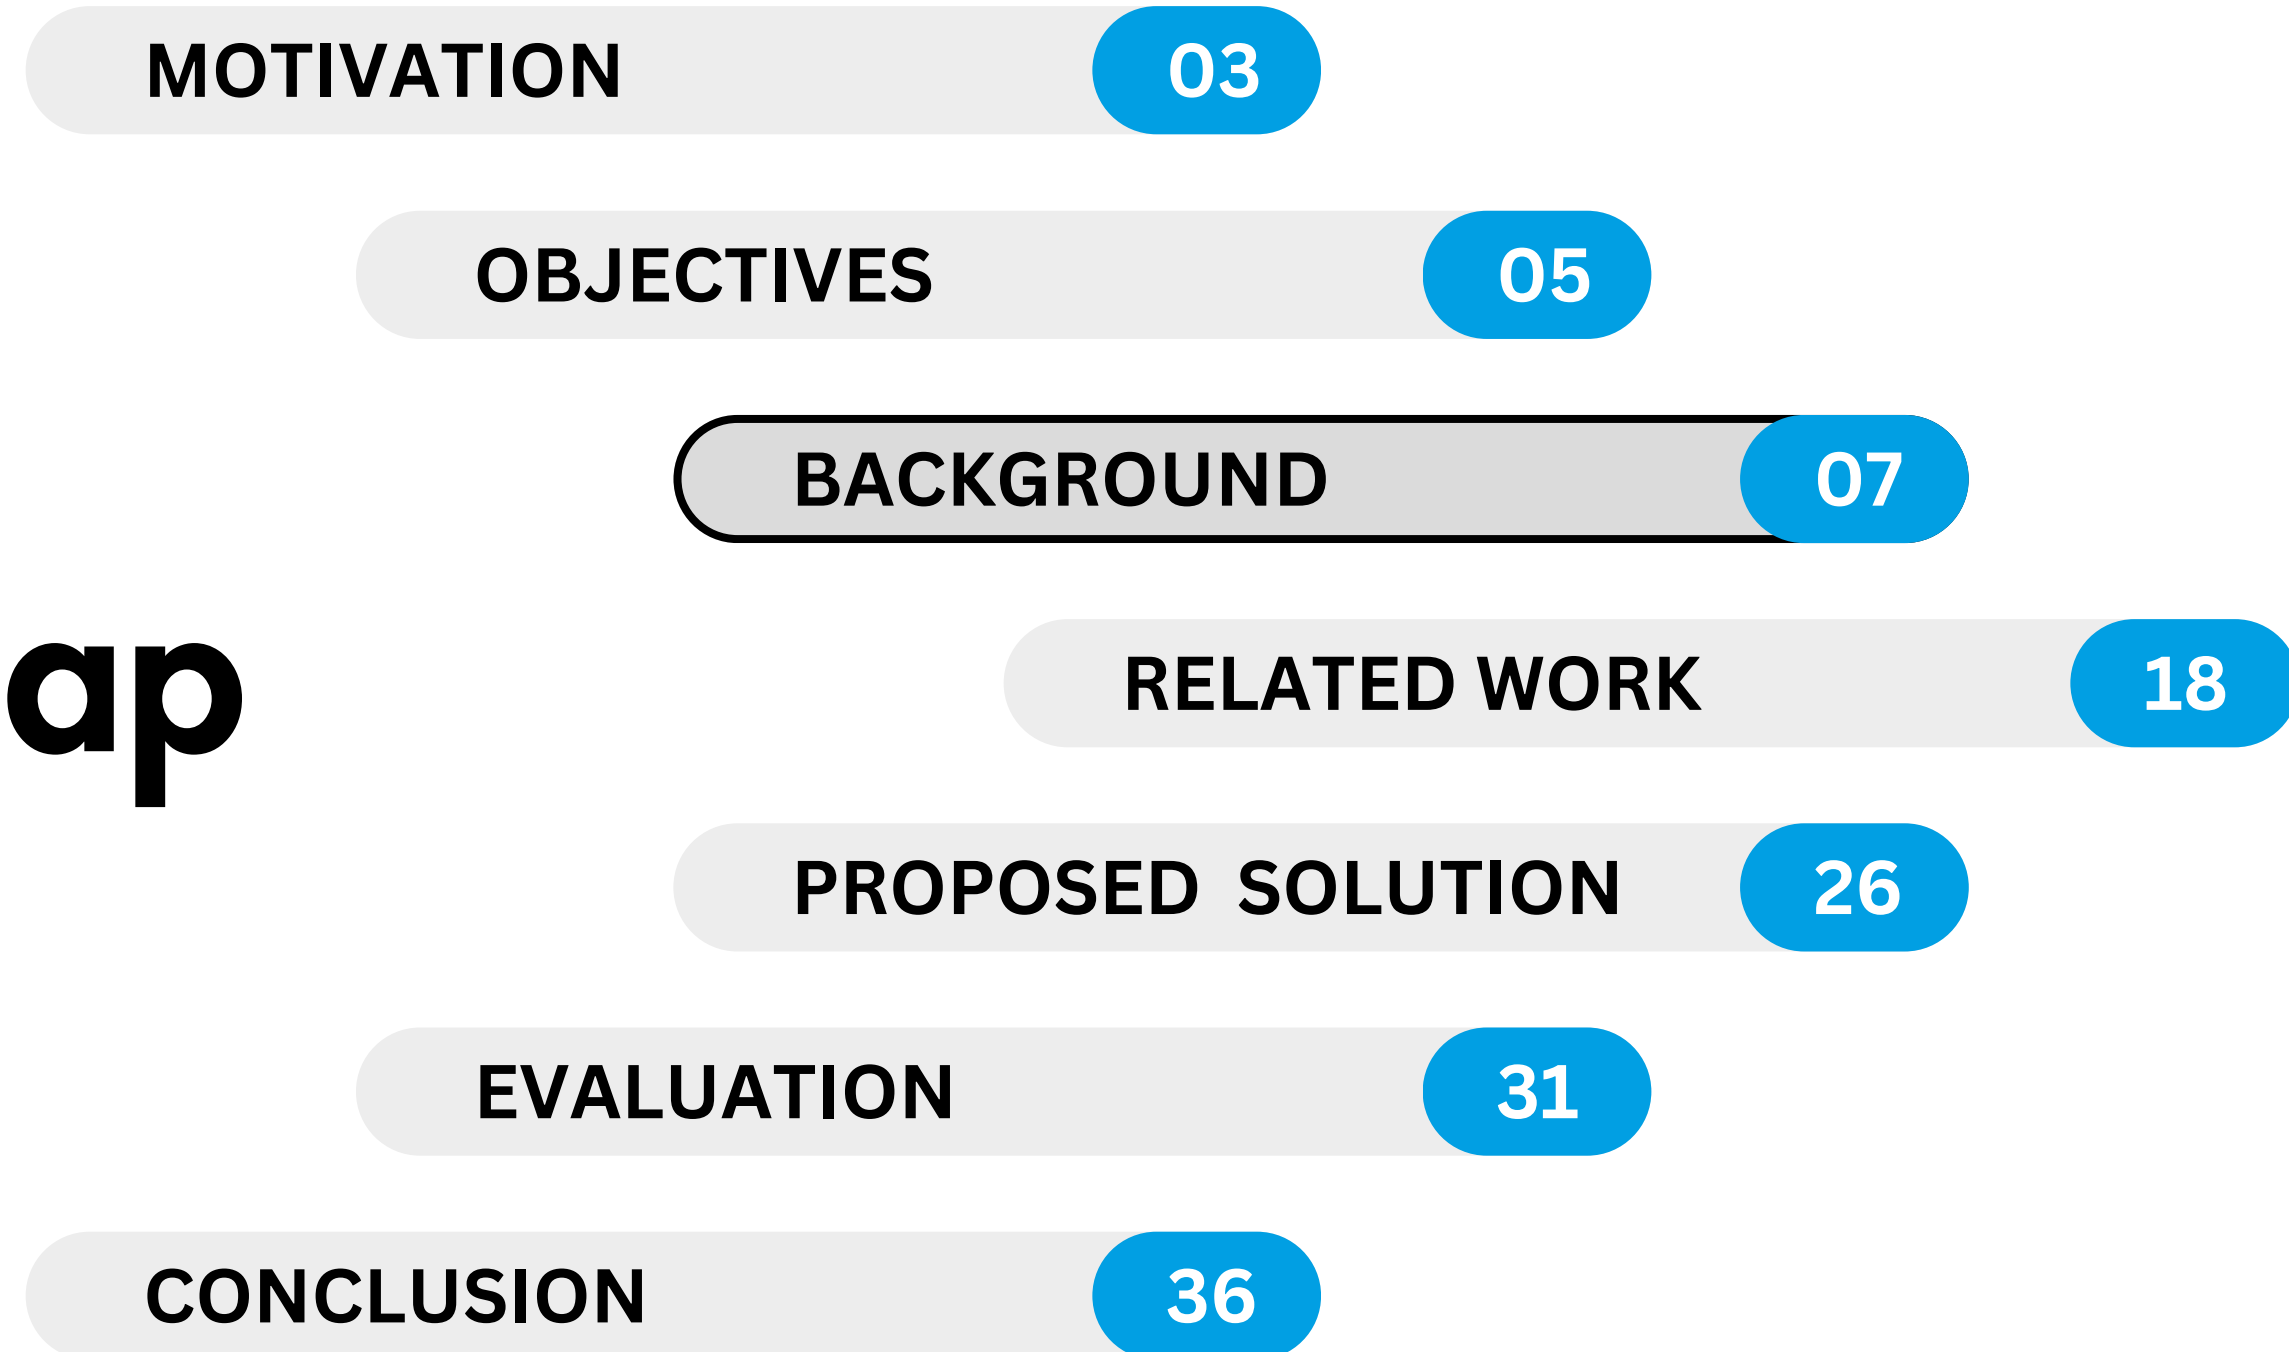 MOTIVATION 03
OBJECTIVES 05
BACKGROUND 07
ap
RELATED WORK 18
PROPOSED SOLUTION 26
EVALUATION 31
CONCLUSION 36